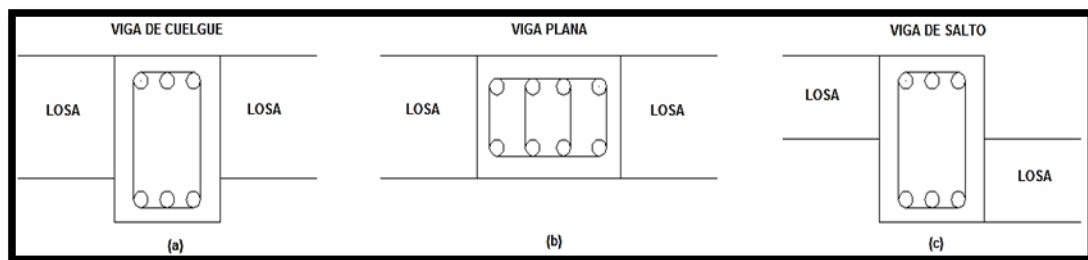 VIGA DE CUELGUE
LOSA
LOSA
(a)
VIGA PLANA
LOSA
LOSA
(b)
VIGA DE SALTO
LOSA
LOSA
(c)